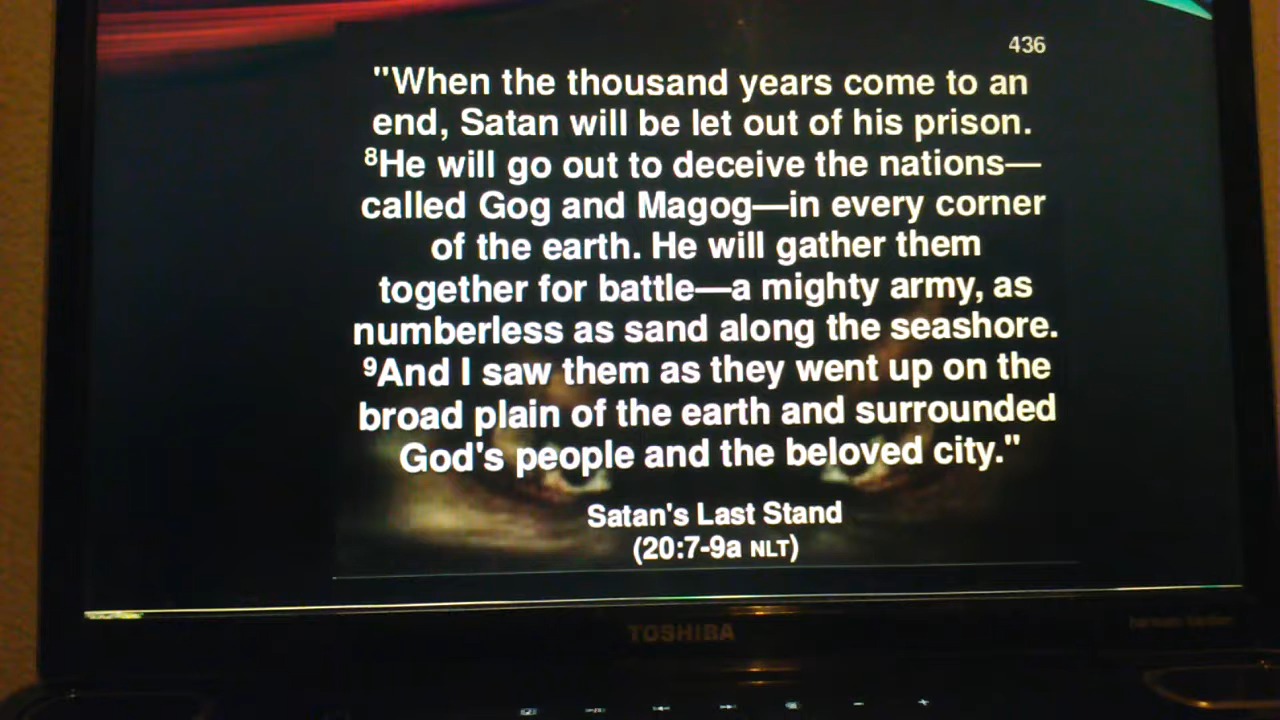 436
"When the thousand years come to an
end, Satan will be let out of his prison.
⁸He will go out to deceive the nations—
called Gog and Magog—in every corner
of the earth. He will gather them
together for battle—a mighty army, as
numberless as sand along the seashore.
⁹And I saw them as they went up on the
broad plain of the earth and surrounded
God's people and the beloved city."
Satan's Last Stand
(20:7-9a NLT)
TOSHIBA
harman/kardon